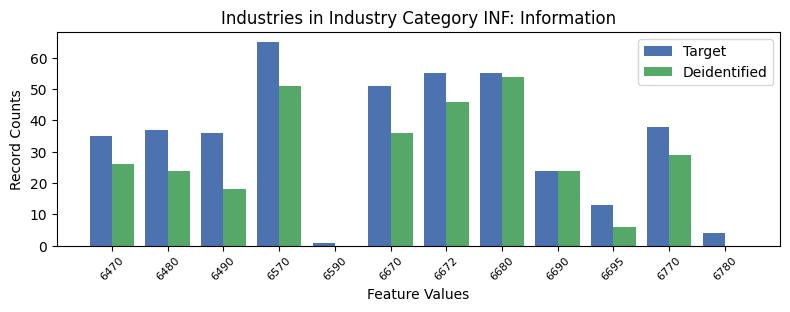 Industries in Industry Category INF: Information
Target
Deidentified
Record Counts
60
50
40
30
20
10
0
6470 6480 6490 6570 6590 6670 6672 6680 6690 6695 6770 6780
Feature Values